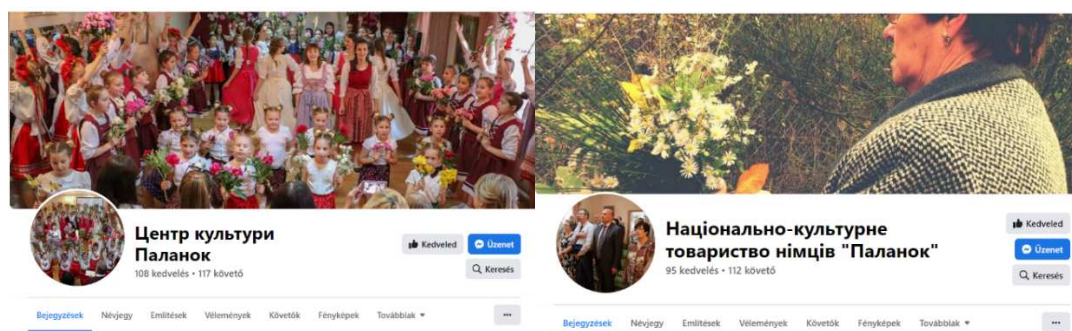 Центр культури
Паланок
108 kedvelés • 117 követő
Kedveled
Üzenet
Keresés
Bejegyzések Névjegy Említések Vélemények Követők Fényképek Továbbiak
Національно-культурне
товариство німців "Паланок"
95 kedvelés • 112 követő
Kedveled
Üzenet
Keresés
Bejegyzések Névjegy Említések Vélemények Követők Fényképek Továbbiak